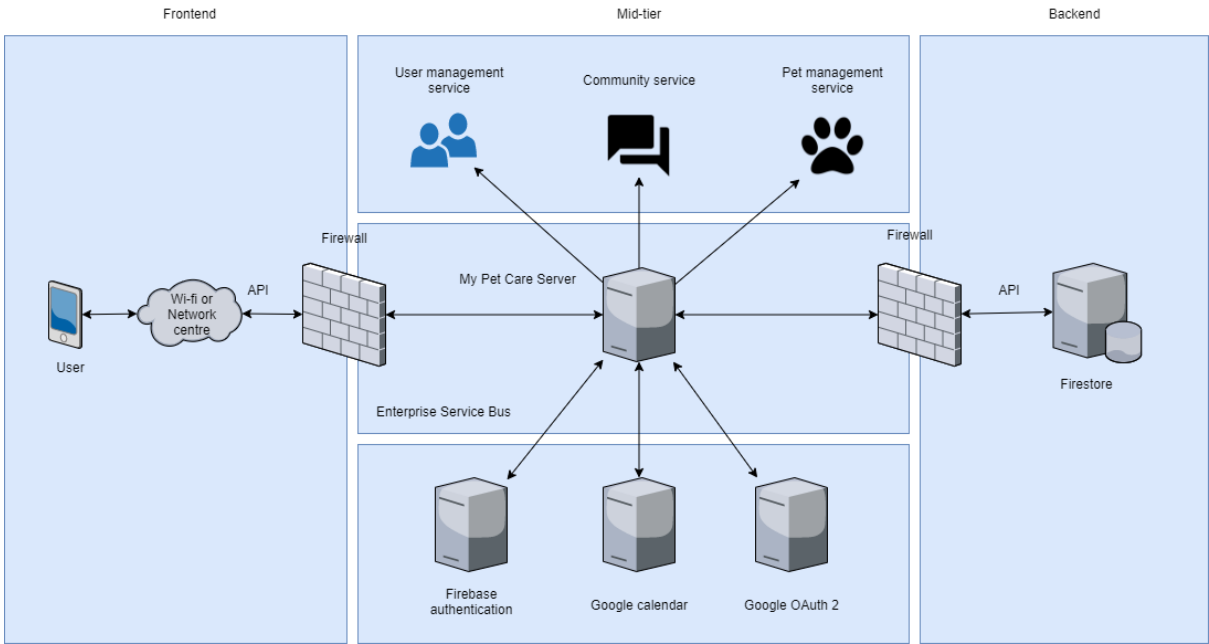 Frontend
Mid-tier
Backend
User management
service
Community service
Pet management
service
Firewall
Firewall
My Pet Care Server
API
API
Wi-fi or
Network
centre
User
Firestore
Enterprise Service Bus
Firebase
authentication
Google calendar
Google OAuth 2